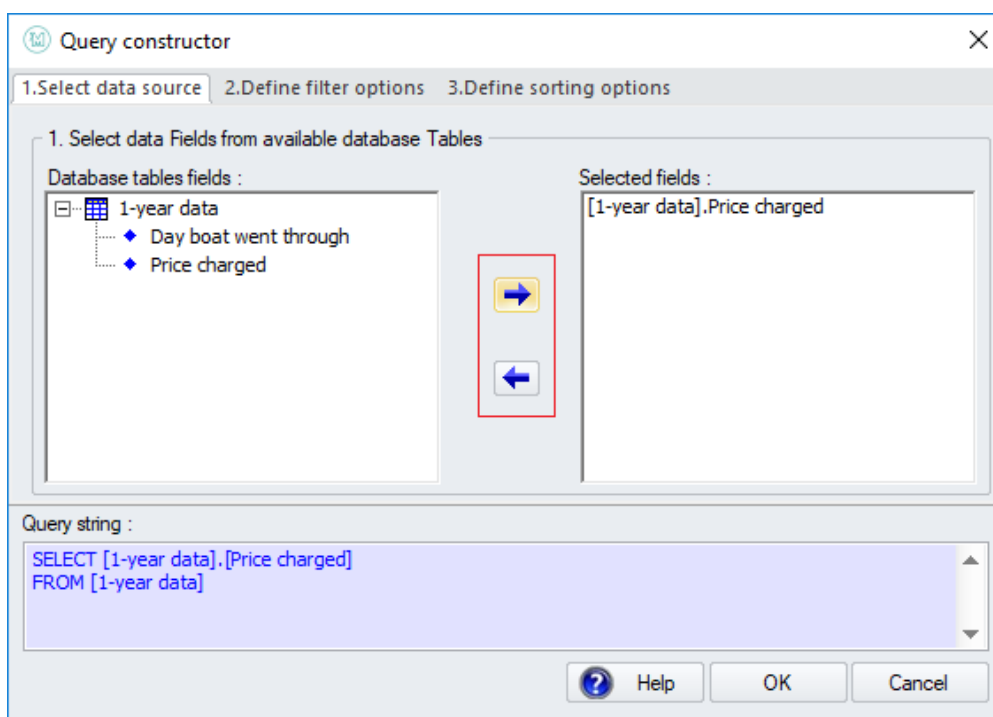 Query constructor
1.Select data source 2.Define filter options 3.Define sorting options
1. Select data Fields from available database Tables
Database tables fields :
1-year data
Day boat went through
Price charged
Selected fields :
[1-year data].Price charged
Query string :
SELECT [1-year data].[Price charged]
FROM [1-year data]
Help OK Cancel